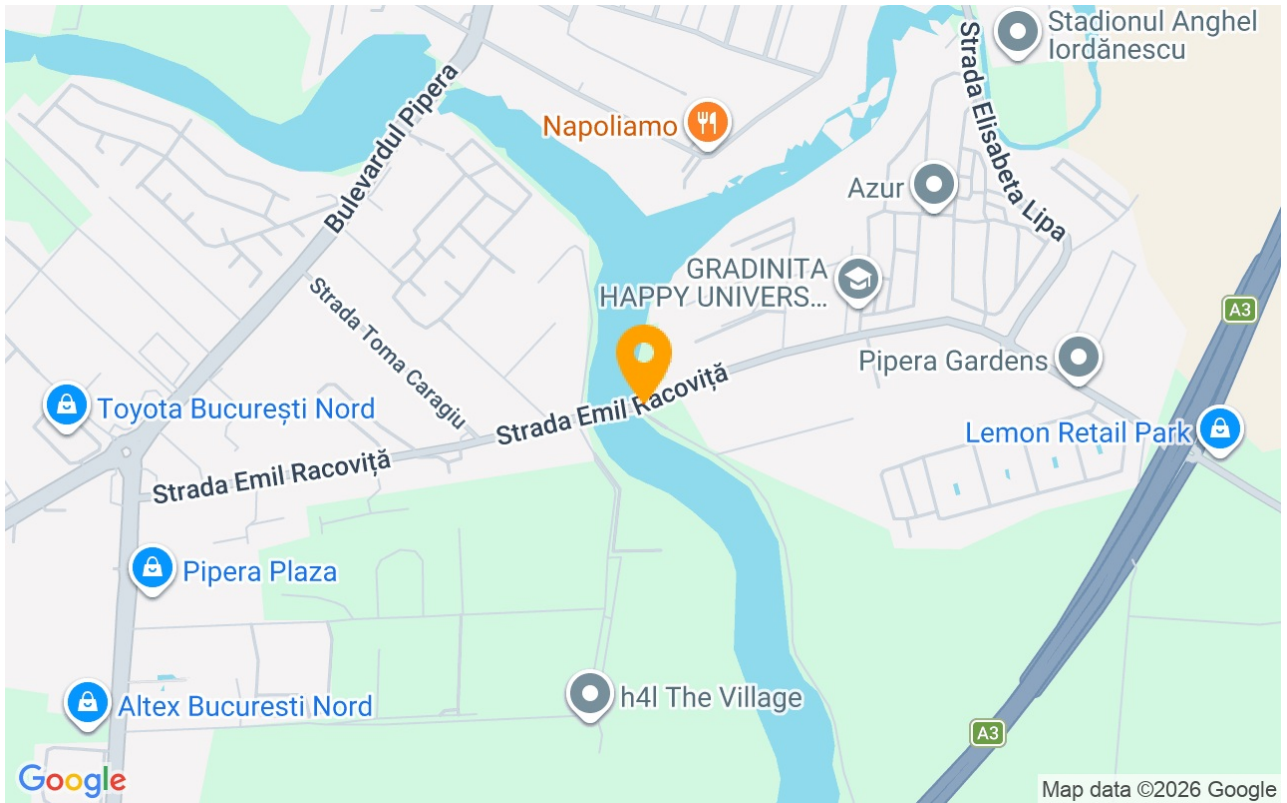 Stadionul Anghel
Iordănescu
Strada Elisabeta Lipa
Bulevardul Pipera
Napoliamo
Azur
GRADINITA
HAPPY UNIVERS...
A3
Strada Toma Caragiu
Pipera Gardens
Toyota București Nord
Strada Emil Racoviță
Lemon Retail Park
Strada Emil Racoviță
Pipera Plaza
h4l The Village
Altex Bucuresti Nord
A3
Google
Map data ©2026 Google